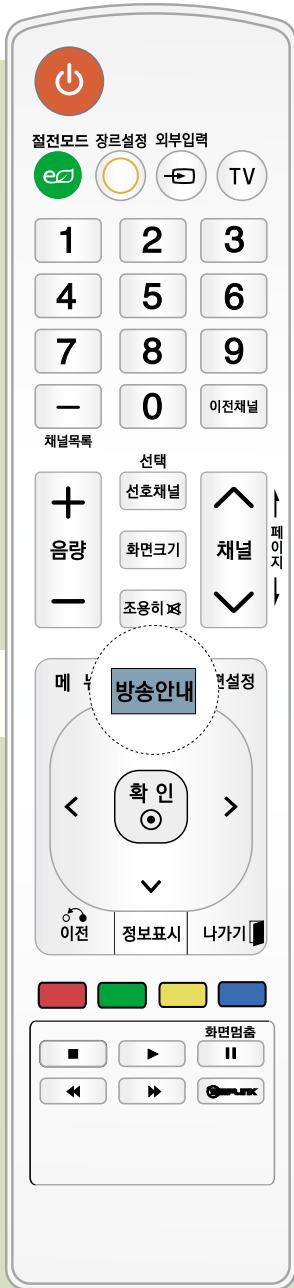 절전모드 장르설정 외부입력
TV
1 2 3
4 5 6
7 8 9
0 이전채널
채널목록
선택
선호채널
음량
화면크기
채널
페이지
조용히
메
방송안내
편설정
확 인
이전
정보표시
나가기
화면멈춤